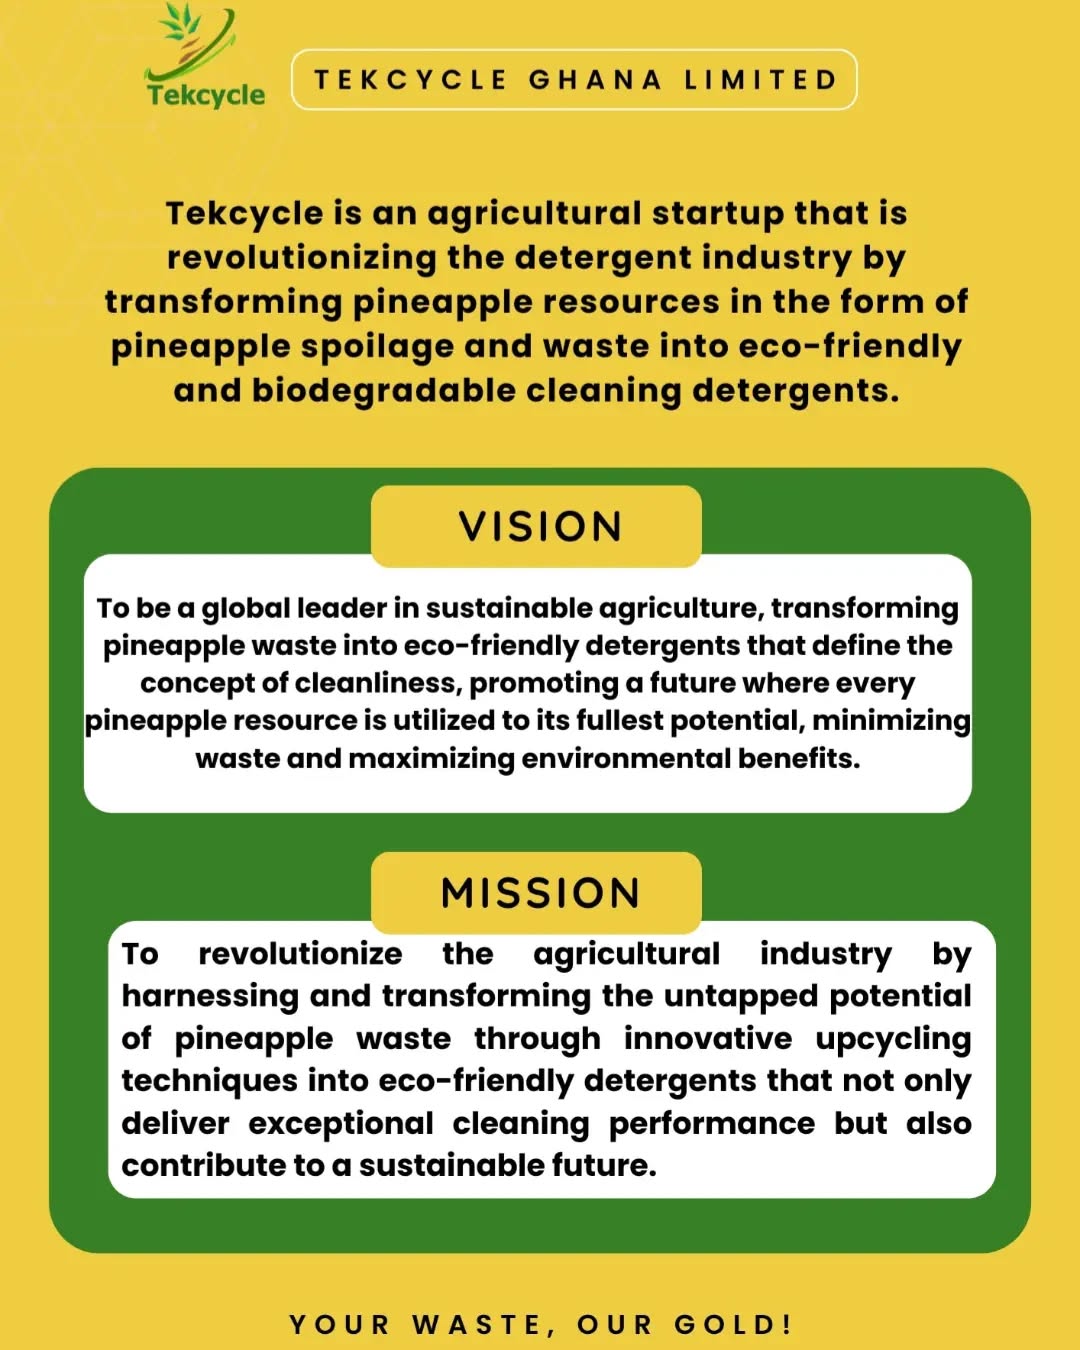 Tekcycle
TEKCYCLE GHANA LIMITED
Tekcycle is an agricultural startup that is
revolutionizing the detergent industry by
transforming pineapple resources in the form of
pineapple spoilage and waste into eco-friendly
and biodegradable cleaning detergents.
VISION
To be a global leader in sustainable agriculture, transforming
pineapple waste into eco-friendly detergents that define the
concept of cleanliness, promoting a future where every
pineapple resource is utilized to its fullest potential, minimizing
waste and maximizing environmental benefits.
MISSION
To revolutionize the agricultural industry by
harnessing and transforming the untapped potential
of pineapple waste through innovative upcycling
techniques into eco-friendly detergents that not only
deliver exceptional cleaning performance but also
contribute to a sustainable future.
YOUR WASTE, OUR GOLD!